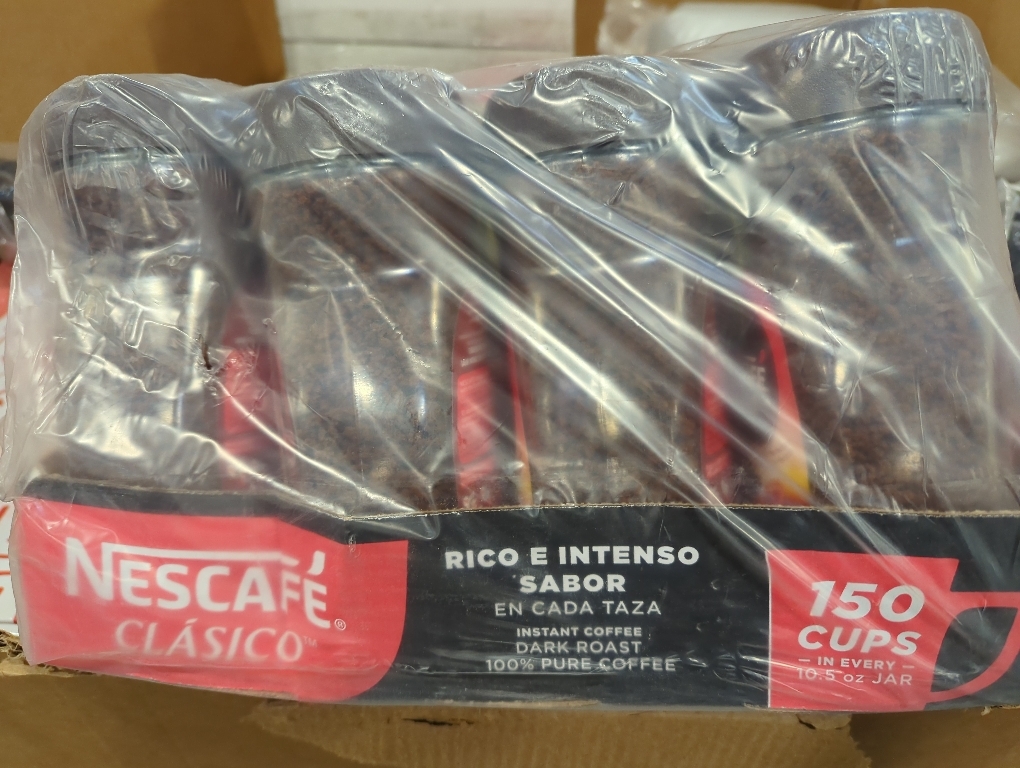 NESCAFÉ®
CLÁSICO™
RICO E INTENSO
SABOR
EN CADA TAZA
INSTANT COFFEE
DARK ROAST
100% PURE COFFEE
150
CUPS
— IN EVERY —
10.5 oz JAR